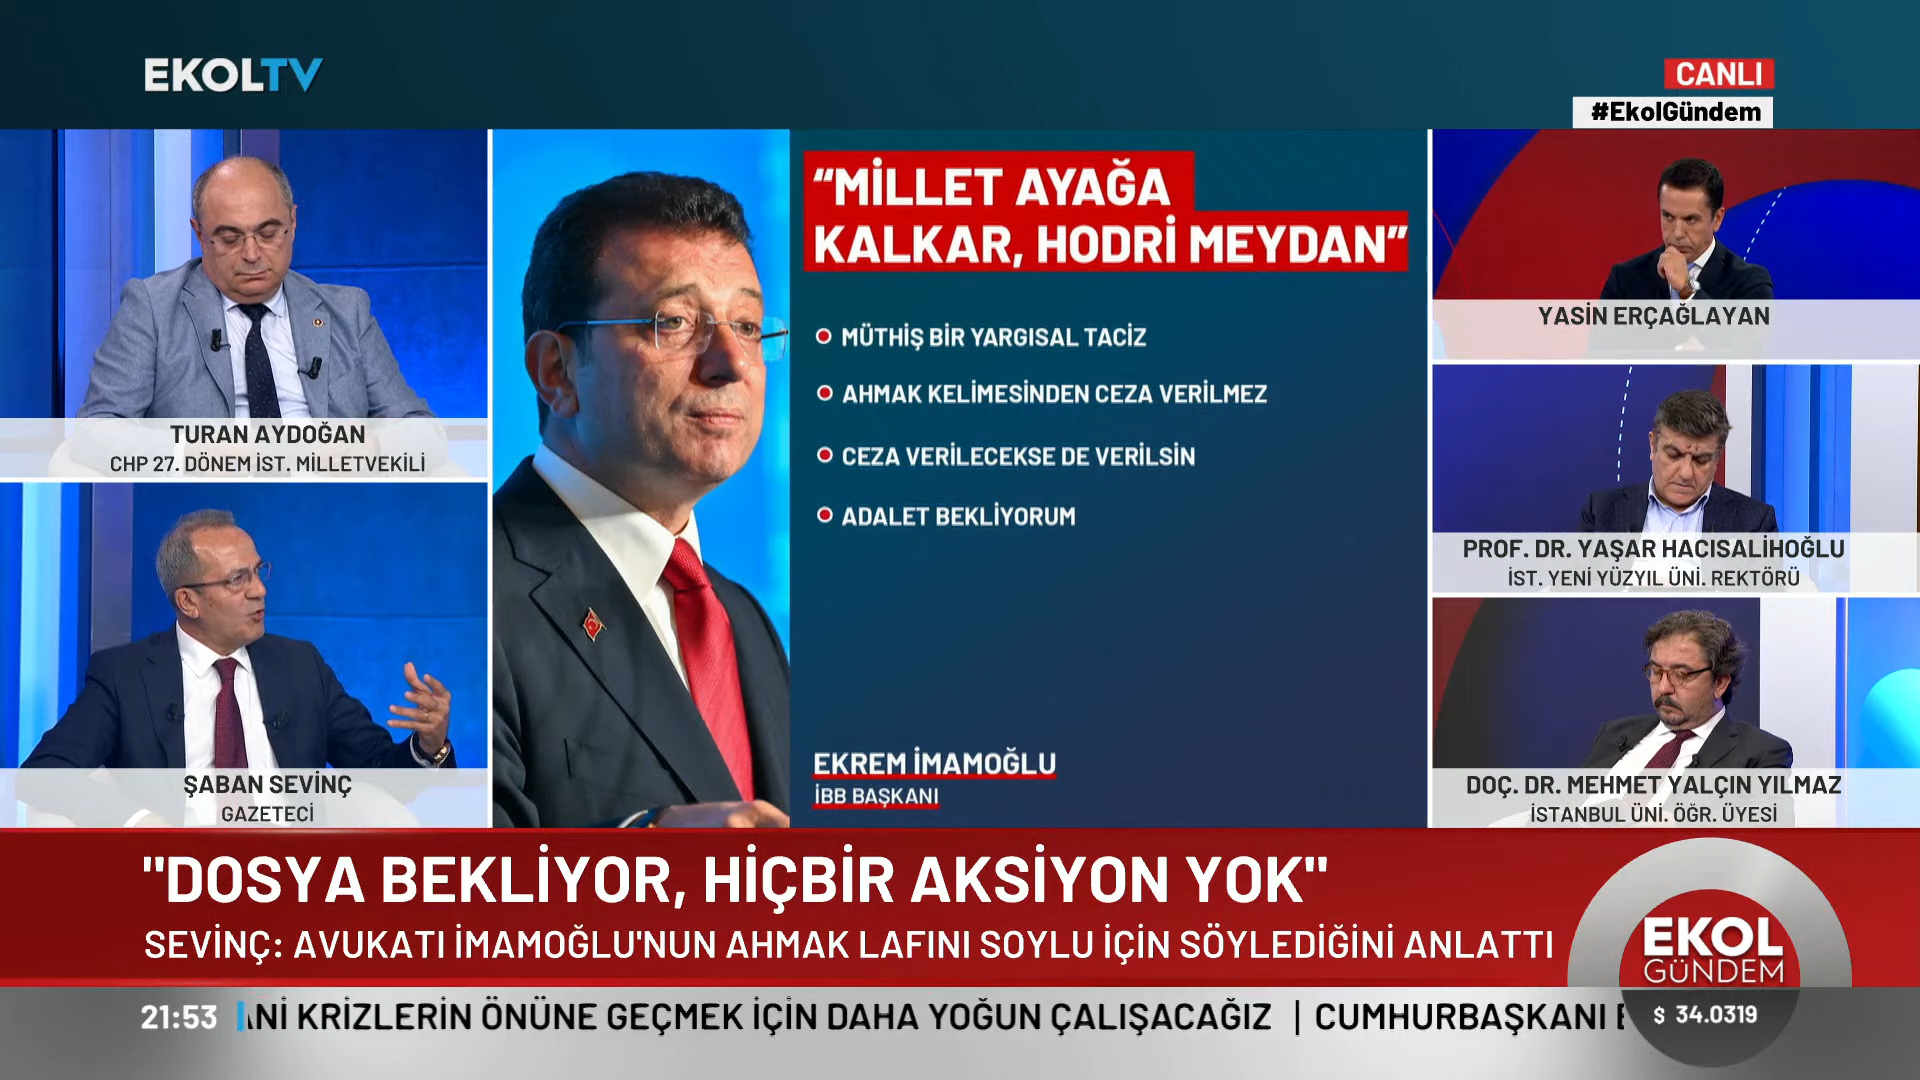 EKOLTV
CANLI
#EkolGündem
TURAN AYDOĞAN
CHP 27. DÖNEM İST. MİLLETVEKİLİ
ŞABAN SEVİNÇ
GAZETECİ
“MİLLET AYAĞA
KALKAR, HODRİ MEYDAN”
MÜTHİŞ BİR YARGISAL TACİZ
AHMAK KELİMESİNDEN CEZA VERİLMEZ
CEZA VERİLECEKSE DE VERİLSİN
ADALET BEKLİYORUM
EKREM İMAMOĞLU
İBB BAŞKANI
YASİN ERÇAĞLAYAN
PROF. DR. YAŞAR HACISALİHOĞLU
İST. YENİ YÜZYIL ÜNİ. REKTÖRÜ
DOÇ. DR. MEHMET YALÇIN YILMAZ
İSTANBUL ÜNİ. ÖĞR. ÜYESİ
"DOSYA BEKLİYOR, HİÇBİR AKSİYON YOK"
SEVİNÇ: AVUKATI İMAMOĞLU'NUN AHMAK LAFINI SOYLU İÇİN SÖYLEDİĞİNİ ANLATTI
EKOL
GÜNDEM
21:53 KRİZLERİN ÖNÜNE GEÇMEK İÇİN DAHA YOĞUN ÇALIŞACAĞIZ | CUMHURBAŞKANI
$ 34.0319